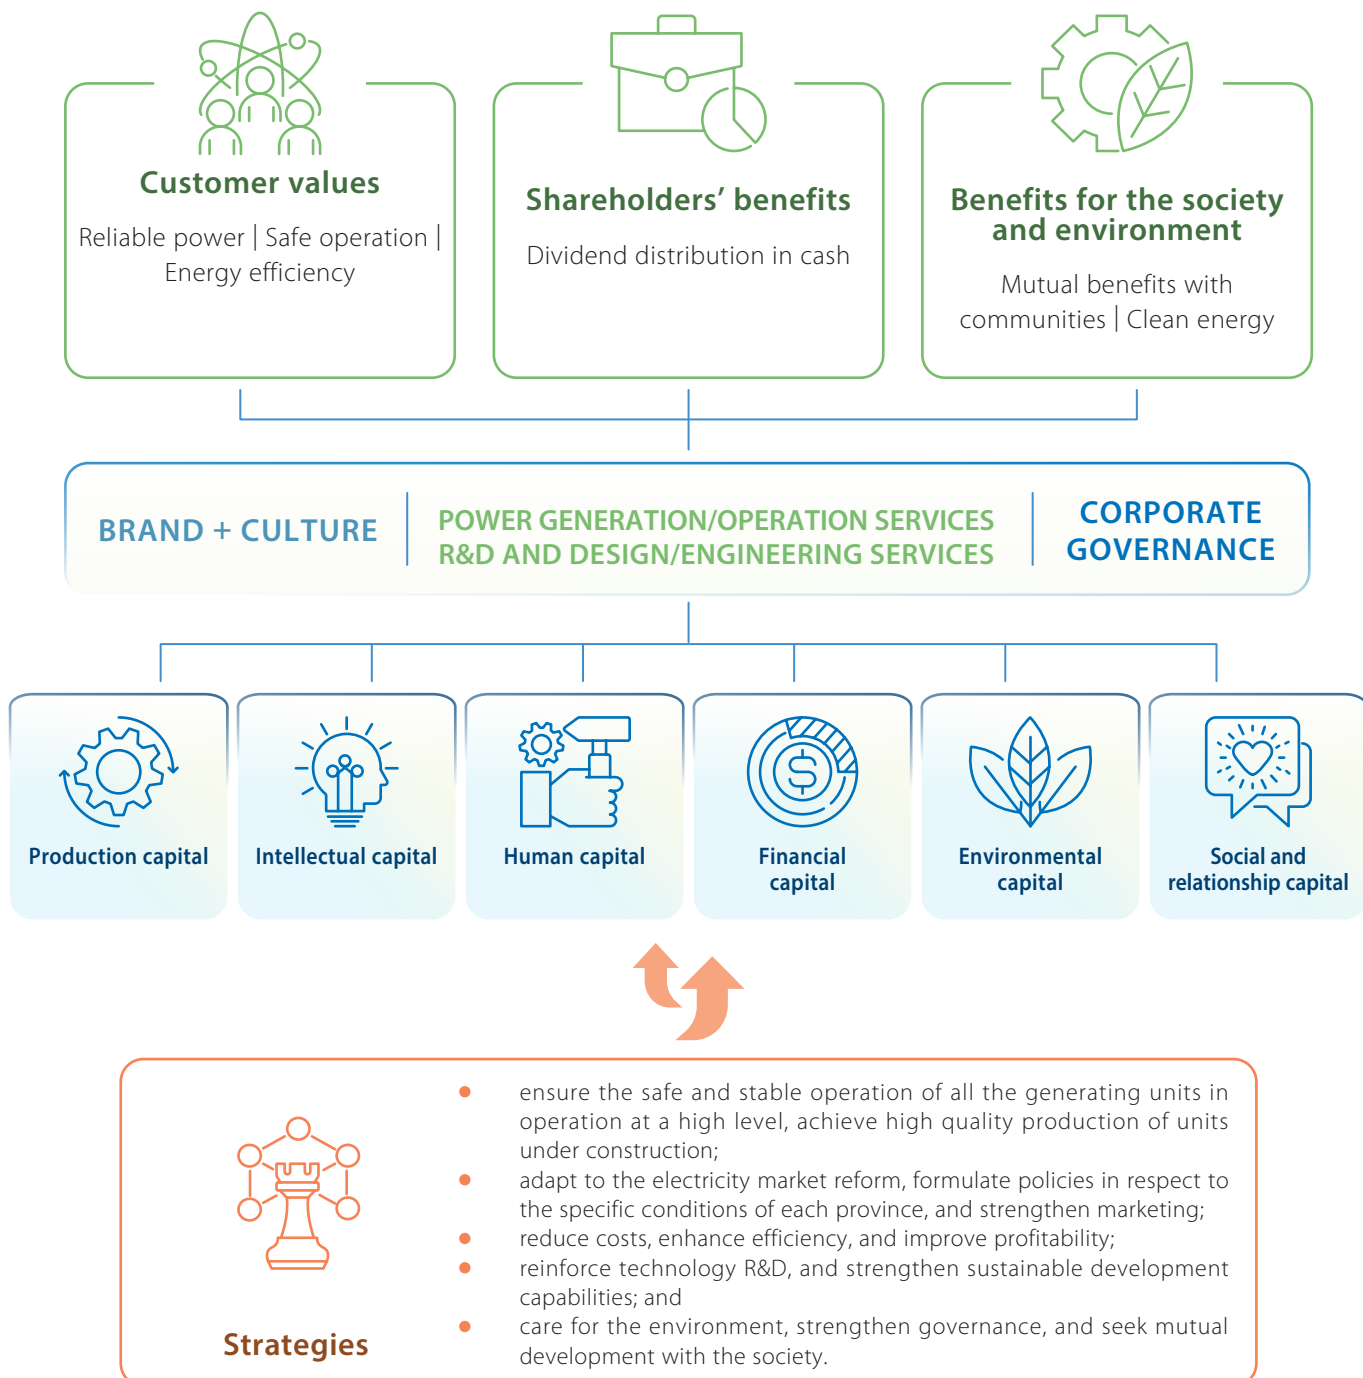 Customer values
Reliable power | Safe operation |
Energy efficiency
Shareholders’ benefits
Dividend distribution in cash
Benefits for the society
and environment
Mutual benefits with
communities | Clean energy
BRAND + CULTURE
POWER GENERATION/OPERATION SERVICES
R&D AND DESIGN/ENGINEERING SERVICES
CORPORATE
GOVERNANCE
Production capital
Intellectual capital
Human capital
Financial
capital
Environmental
capital
Social and
relationship capital
Strategies
● ensure the safe and stable operation of all the generating units in
operation at a high level, achieve high quality production of units
under construction;
● adapt to the electricity market reform, formulate policies in respect to
the specific conditions of each province, and strengthen marketing;
● reduce costs, enhance efficiency, and improve profitability;
● reinforce technology R&D, and strengthen sustainable development
capabilities; and
● care for the environment, strengthen governance, and seek mutual
development with the society.